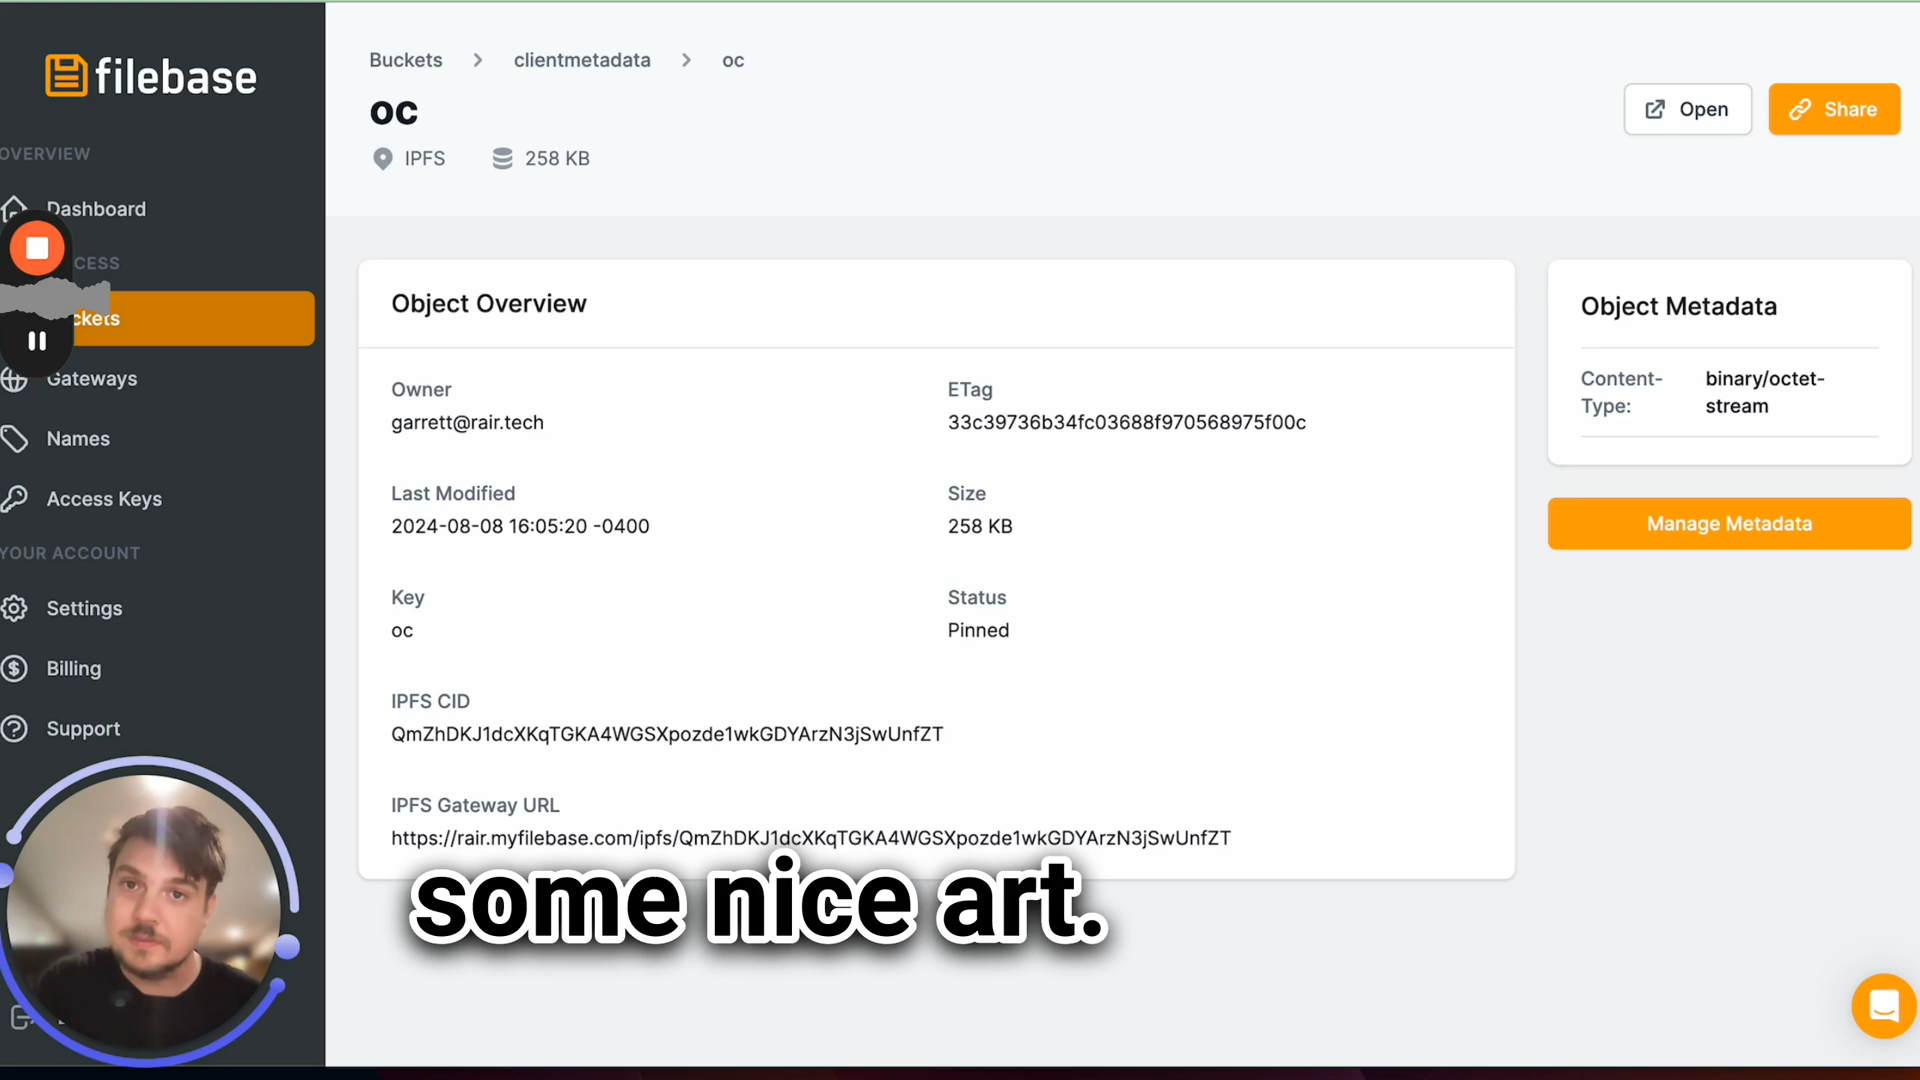 filebase
OVERVIEW
Dashboard
CESS
ckets
Gateways
Names
Access Keys
YOUR ACCOUNT
Settings
Billing
Support
Buckets > clientmetadata > oc
oc
IPFS 258 KB
Open
Share
Object Overview
Owner
garrett@rair.tech
ETag
33c39736b34fc03688f970568975f00c
Last Modified
2024-08-08 16:05:20 -0400
Size
258 KB
Key
oc
Status
Pinned
IPFS CID
QmZhDKJ1dcXKqTGKA4WGSXpozde1wkGDYArzN3jSwUnfZT
IPFS Gateway URL
https://rair.myfilebase.com/ipfs/QmZhDKJ1dcXKqTGKA4WGSXpozde1wkGDYArzN3jSwUnfZT
Object Metadata
Content-
Type:
binary/octet-
stream
Manage Metadata
some nice art.